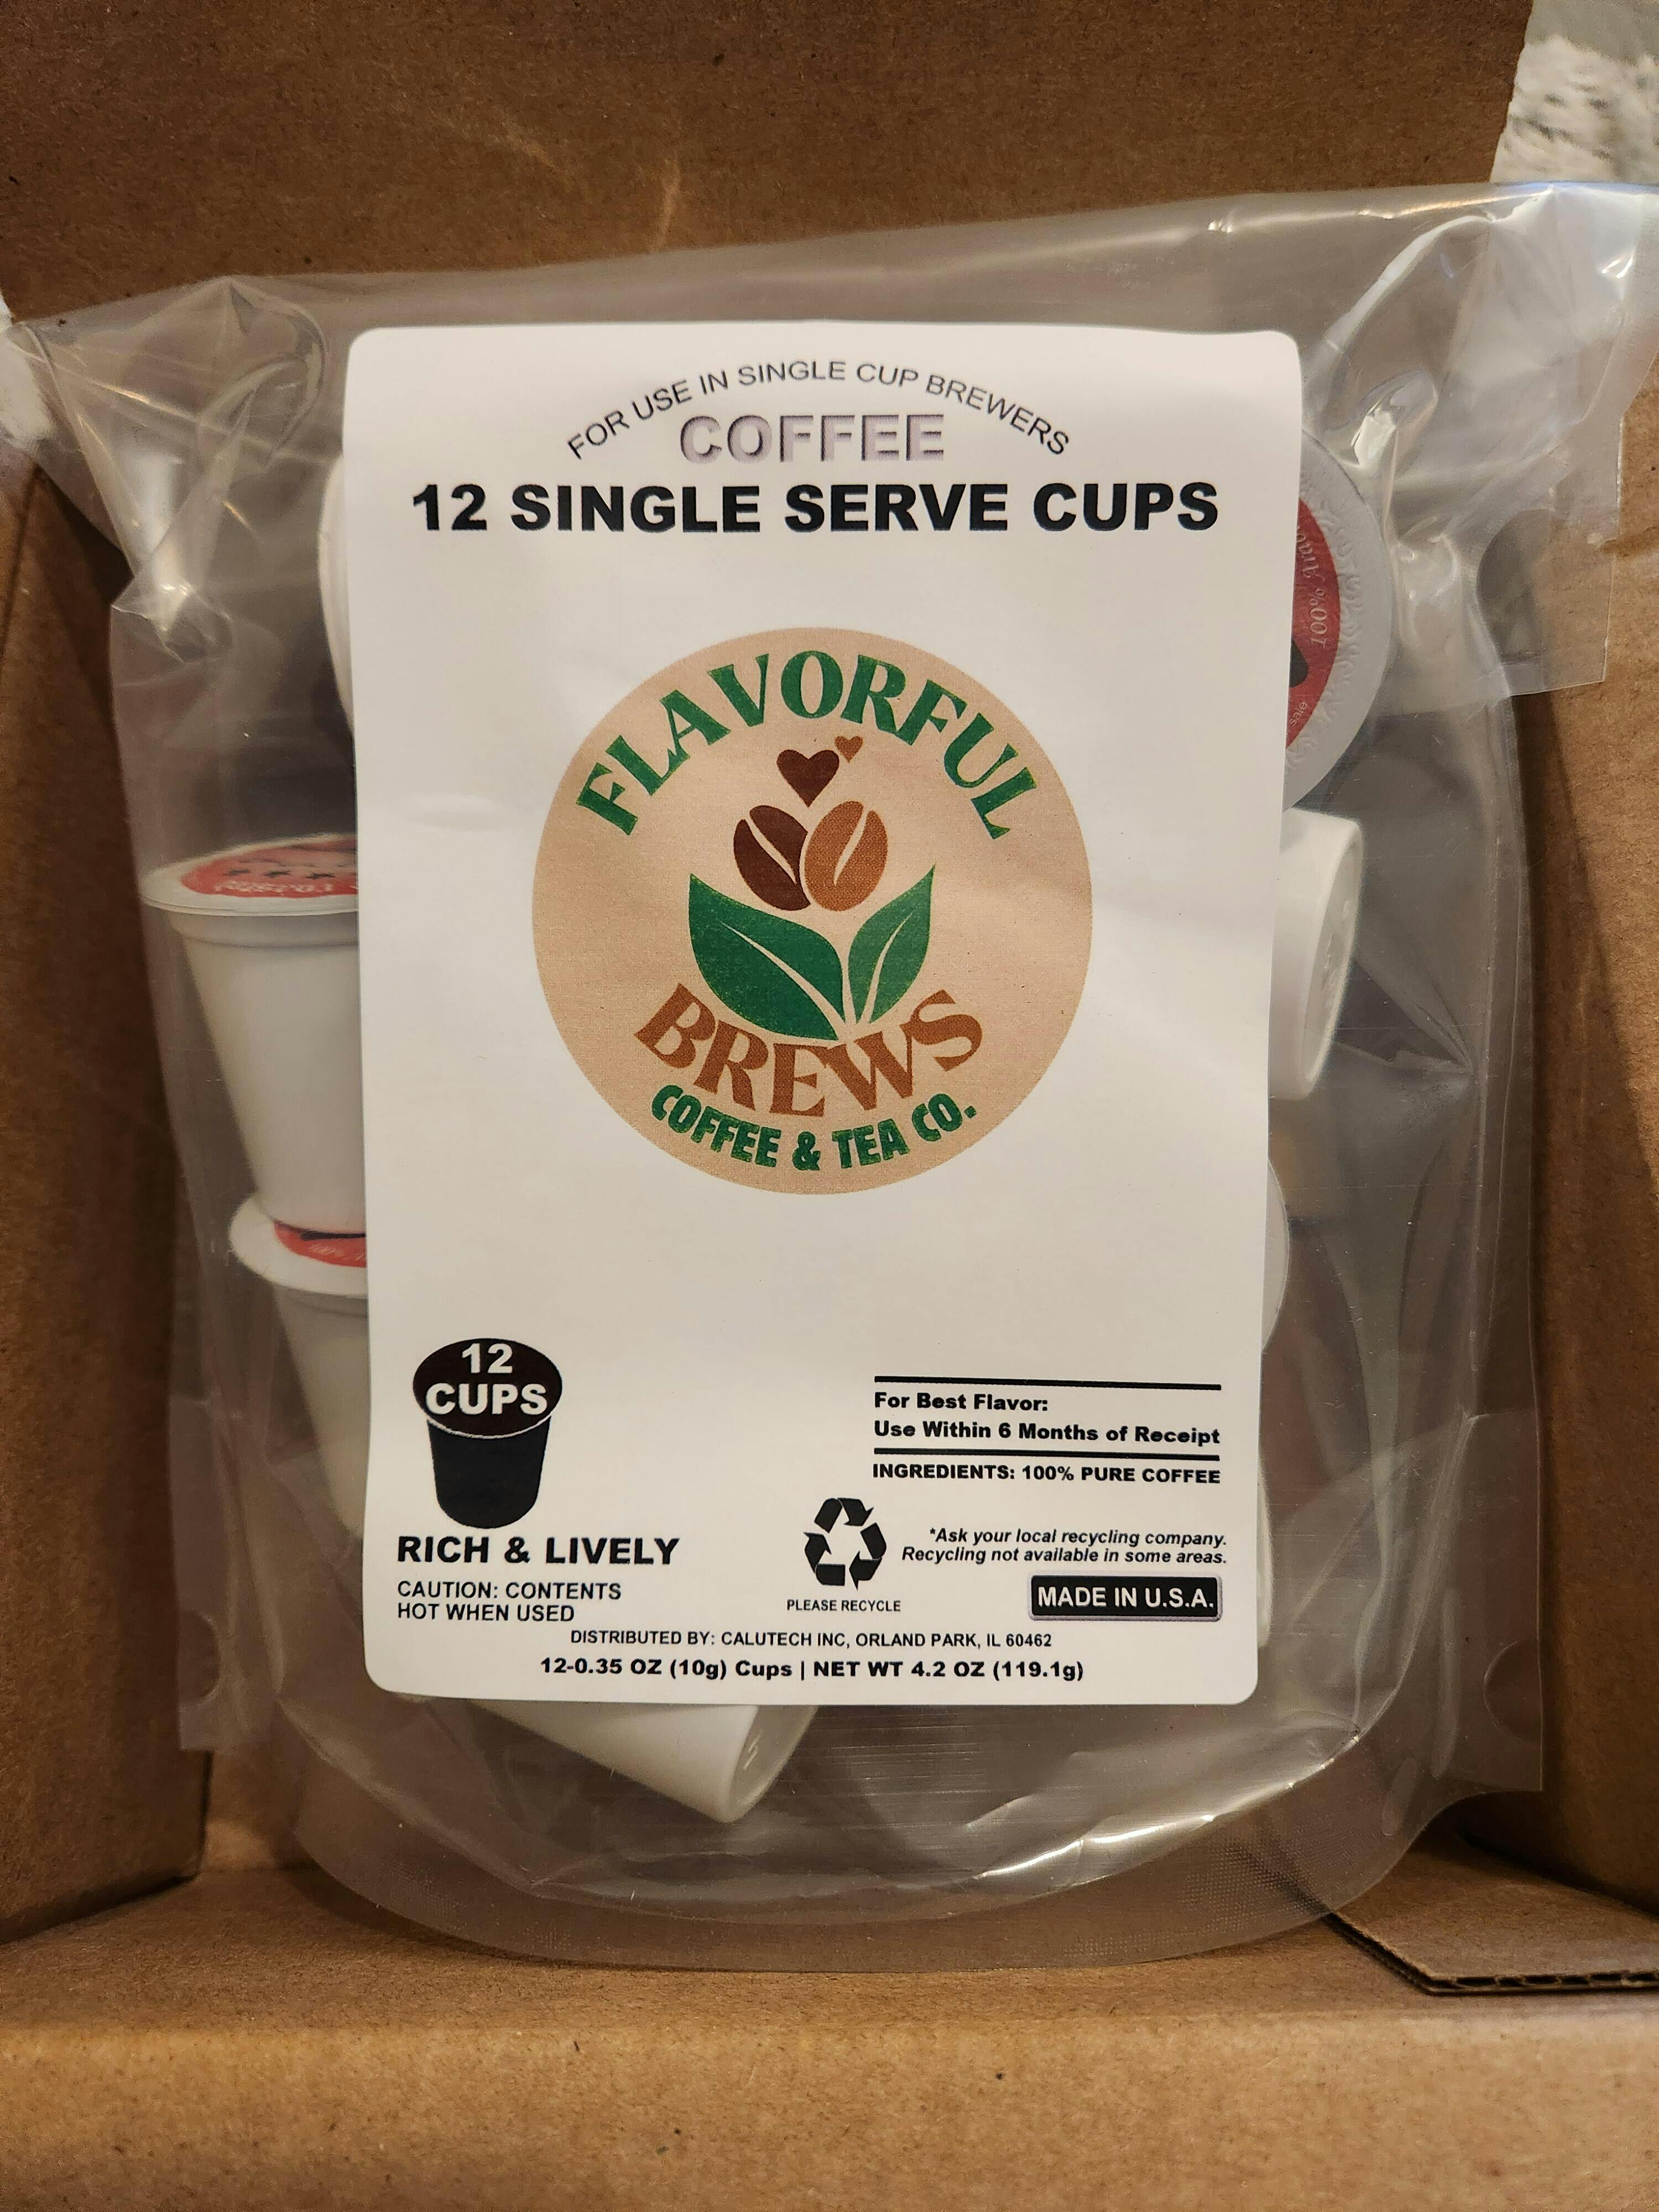 FOR USE IN SINGLE CUP BREWERS
COFFEE
12 SINGLE SERVE CUPS
FLAVORFUL
BREWS
COFFEE & TEA CO.
12
CUPS
RICH & LIVELY
CAUTION: CONTENTS
HOT WHEN USED
For Best Flavor:
Use Within 6 Months of Receipt
INGREDIENTS: 100% PURE COFFEE
PLEASE RECYCLE
*Ask your local recycling company.
Recycling not available in some areas.
MADE IN U.S.A.
DISTRIBUTED BY: CALUTECH INC, ORLAND PARK, IL 60462
12-0.35 OZ (10g) Cups | NET WT 4.2 OZ (119.1g)
100%
sale